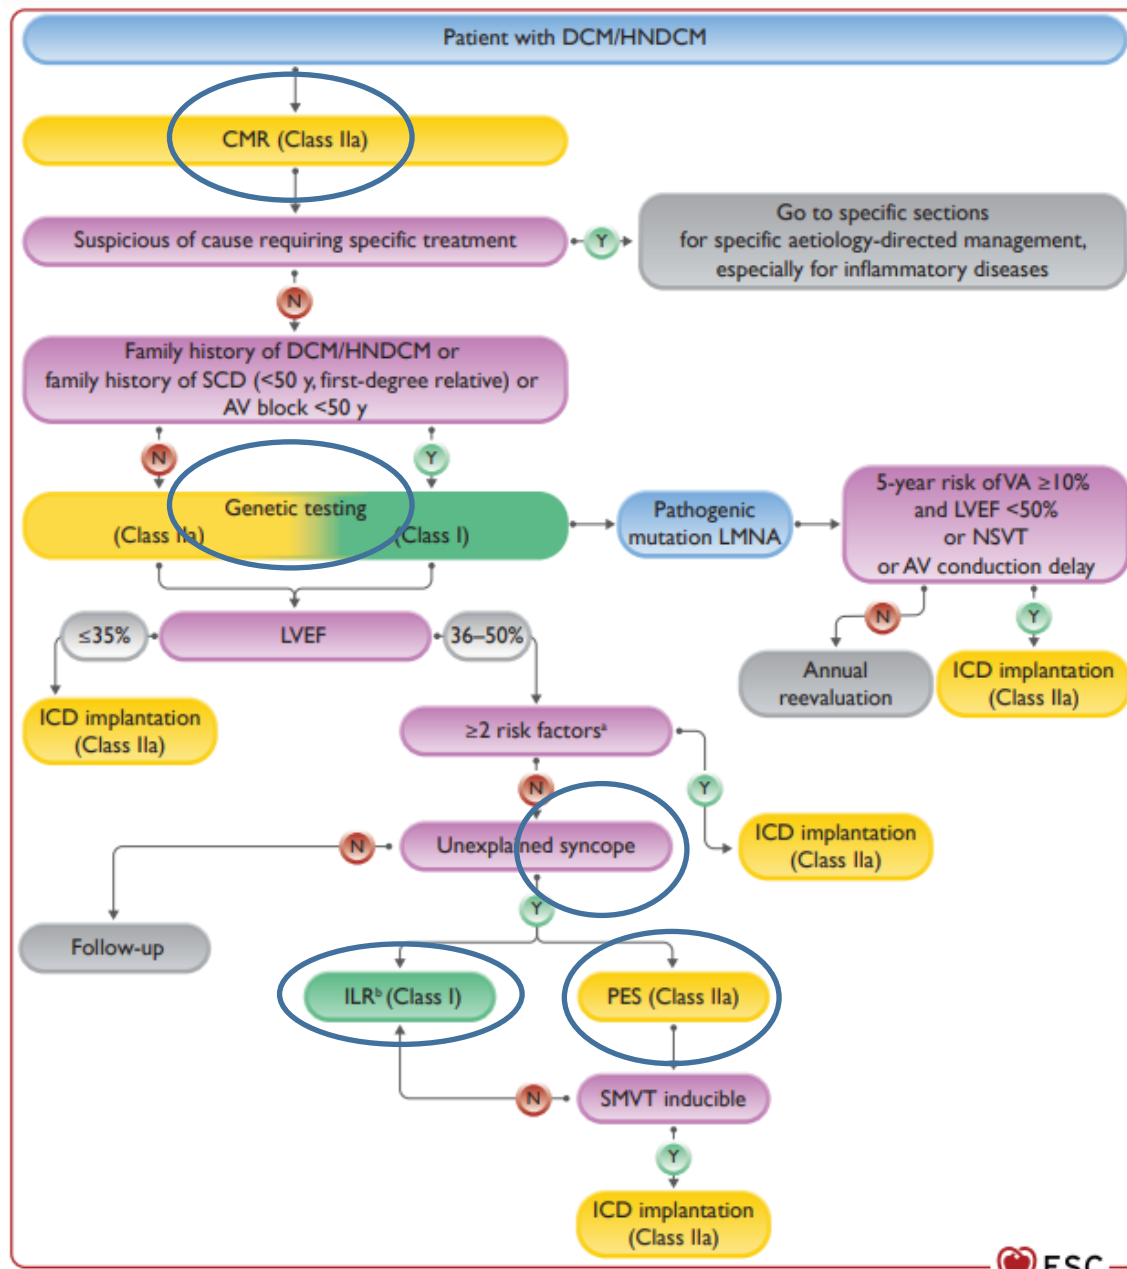 Patient with DCM/HNDCM
CMR (Class IIa)
Suspicious of cause requiring specific treatment
Y
Go to specific sections
for specific aetiology-directed management,
especially for inflammatory diseases
N
Family history of DCM/HNDCM or
family history of SCD (<50 y, first-degree relative) or
AV block <50 y
N
Y
Genetic testing
(Class IIa)
(Class I)
Pathogenic
mutation LMNA
5-year risk of VA ≥10%
and LVEF <50%
or NSVT
or AV conduction delay
N
Y
Annual
reevaluation
ICD implantation
(Class IIa)
≤35%
LVEF
36–50%
ICD implantation
(Class IIa)
≥2 risk factorsᵃ
N
Y
ICD implantation
(Class IIa)
Unexplained syncope
N
Y
Follow-up
ILRᵇ (Class I)
PES (Class IIa)
N
SMVT inducible
Y
ICD implantation
(Class IIa)
ESC